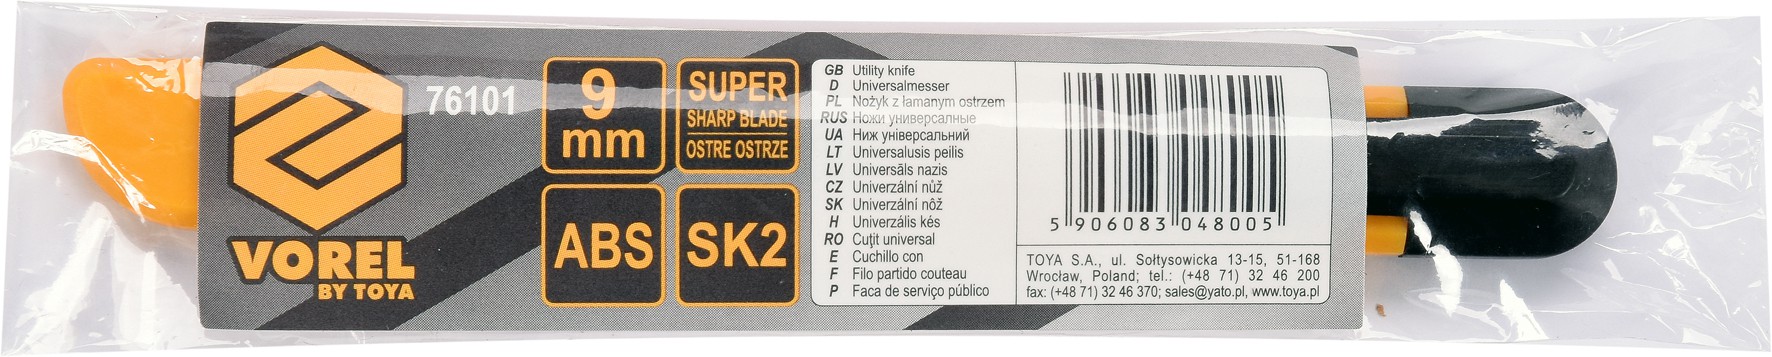 VOREL
BY TOYA
76101
9
mm
SUPER
SHARP BLADE
OSTRE OSTRZE
ABS
SK2
GB Utility knife
D Universalmesser
PL Nożyk z łamanym ostrzem
RUS Ножи универсалные
UA Ниж універсальний
LT Universalusis peilis
LV Universāls nazis
CZ Univerzální nůž
SK Univerzální nôž
H Univerzális kés
RO Cuţit universal
E Cuchillo con
F Filo partido couteau
P Faca de serviço público
5 906083 048005
TOYA S.A., ul. Sołtysowicka 13-15, 51-168
Wrocław, Poland; tel.: (+48 71) 32 46 200
fax: (+48 71) 32 46 370; sales@yato.pl, www.toya.pl